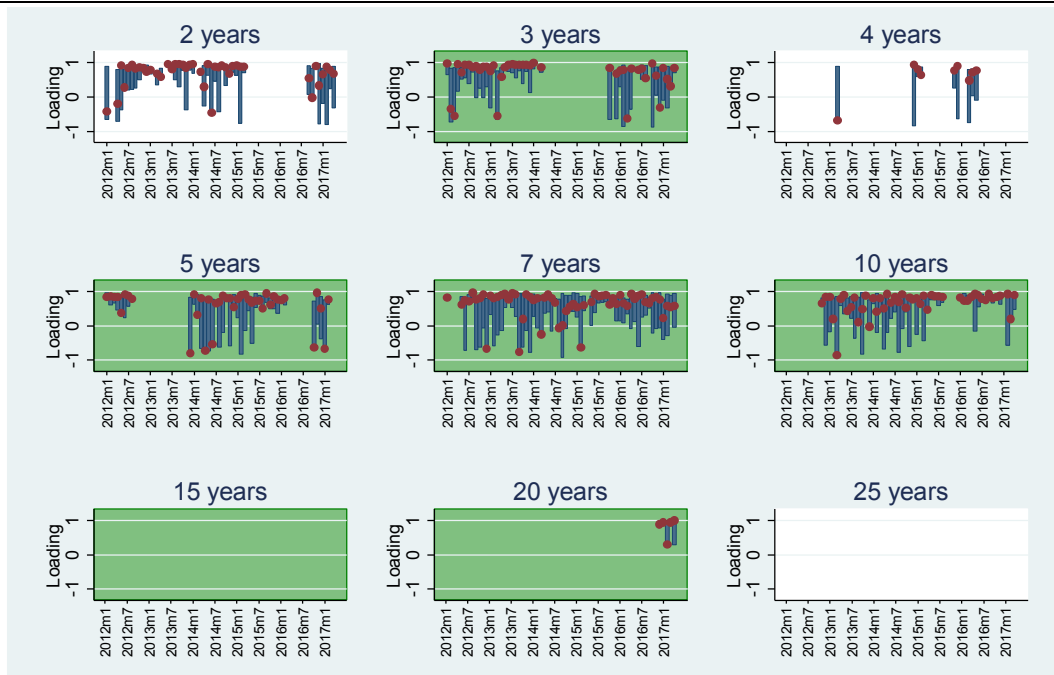 2 years
3 years
4 years
Loading
-1 0 1
2012m1
2012m7
2013m1
2013m7
2014m1
2014m7
2015m1
2015m7
2016m1
2016m7
2017m1
Loading
-1 0 1
2012m1
2012m7
2013m1
2013m7
2014m1
2014m7
2015m1
2015m7
2016m1
2016m7
2017m1
Loading
-1 0 1
2012m1
2012m7
2013m1
2013m7
2014m1
2014m7
2015m1
2015m7
2016m1
2016m7
2017m1
5 years
7 years
10 years
Loading
-1 0 1
2012m1
2012m7
2013m1
2013m7
2014m1
2014m7
2015m1
2015m7
2016m1
2016m7
2017m1
Loading
-1 0 1
2012m1
2012m7
2013m1
2013m7
2014m1
2014m7
2015m1
2015m7
2016m1
2016m7
2017m1
Loading
-1 0 1
2012m1
2012m7
2013m1
2013m7
2014m1
2014m7
2015m1
2015m7
2016m1
2016m7
2017m1
15 years
20 years
25 years
Loading
-1 0 1
2012m1
2012m7
2013m1
2013m7
2014m1
2014m7
2015m1
2015m7
2016m1
2016m7
2017m1
Loading
-1 0 1
2012m1
2012m7
2013m1
2013m7
2014m1
2014m7
2015m1
2015m7
2016m1
2016m7
2017m1
Loading
-1 0 1
2012m1
2012m7
2013m1
2013m7
2014m1
2014m7
2015m1
2015m7
2016m1
2016m7
2017m1